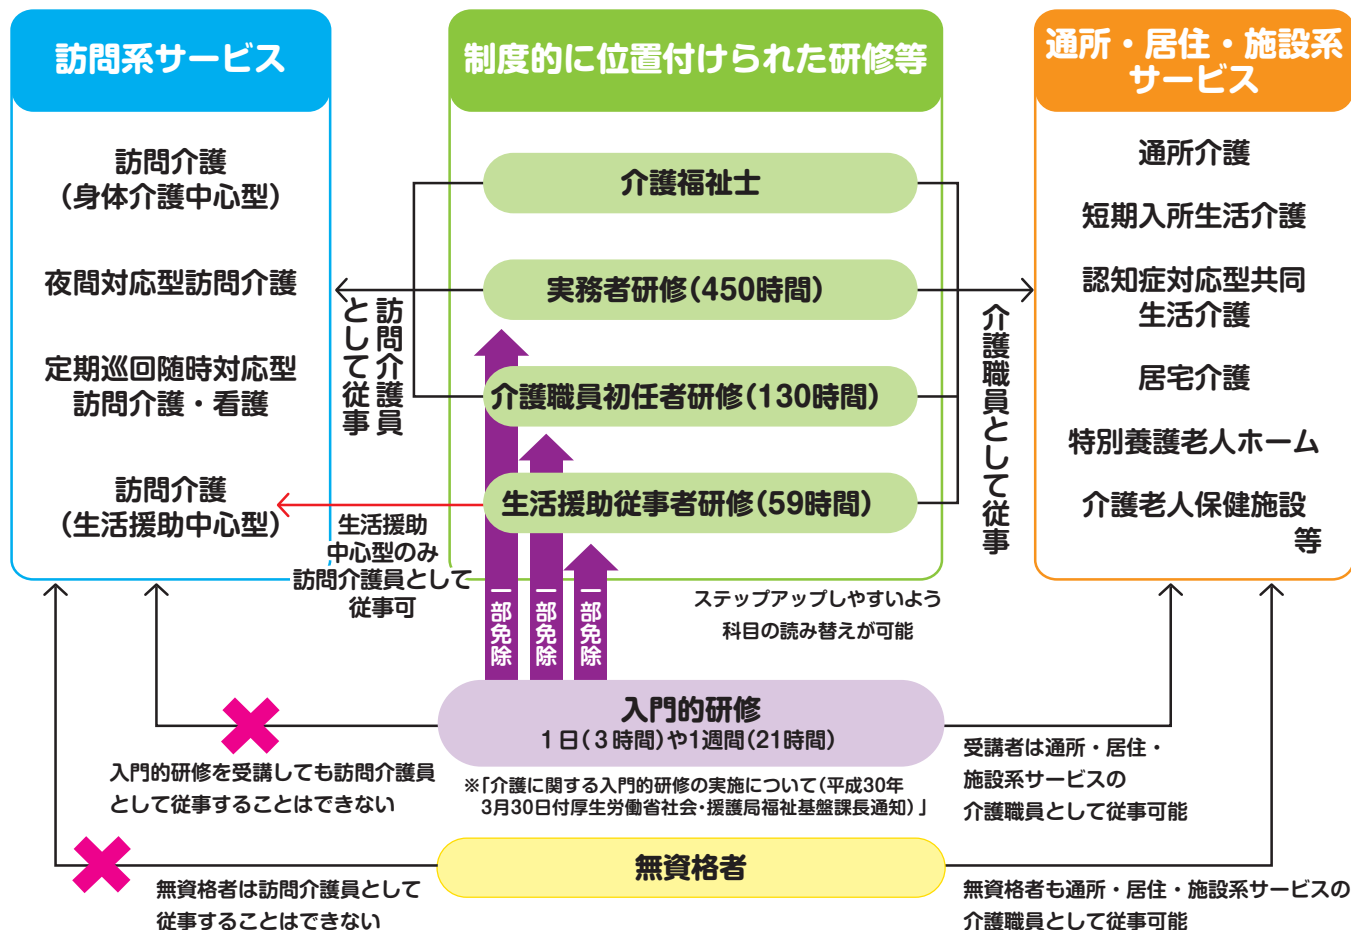 訪問系サービス
訪問介護
（身体介護中心型）
夜間対応型訪問介護
定期巡回随時対応型
訪問介護・看護
訪問介護
（生活援助中心型）
制度的に位置付けられた研修等
介護福祉士
実務者研修（450時間）
介護職員初任者研修（130時間）
生活援助従事者研修（59時間）
訪問介護員
として従事
生活援助
中心型のみ
訪問介護員として
従事可
介護職員として従事
一部免除
一部免除
一部免除
ステップアップしやすいよう
科目の読み替えが可能
通所・居住・施設系
サービス
通所介護
短期入所生活介護
認知症対応型共同
生活介護
居宅介護
特別養護老人ホーム
介護老人保健施設
等
入門的研修
１日（３時間）や1週間（21時間）
※「介護に関する入門的研修の実施について（平成30年
3月30日付厚生労働省社会・援護局福祉基盤課長通知）」
入門的研修を受講しても訪問介護員
として従事することはできない
受講者は通所・居住・
施設系サービスの
介護職員として従事可能
無資格者
無資格者は訪問介護員として
従事することはできない
無資格者も通所・居住・施設系サービスの
介護職員として従事可能